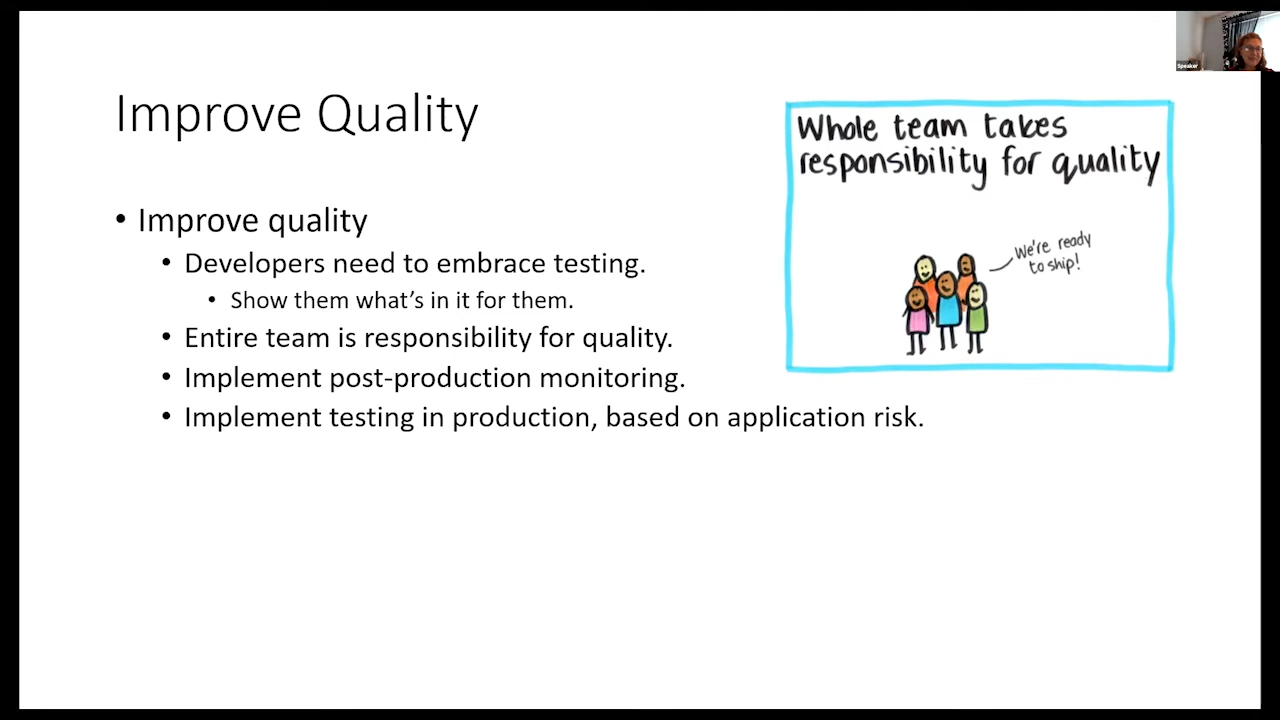 Improve Quality
• Improve quality
• Developers need to embrace testing.
• Show them what's in it for them.
• Entire team is responsibility for quality.
• Implement post-production monitoring.
• Implement testing in production, based on application risk.
Whole team takes
responsibility for quality
We're ready
to ship!
Speaker